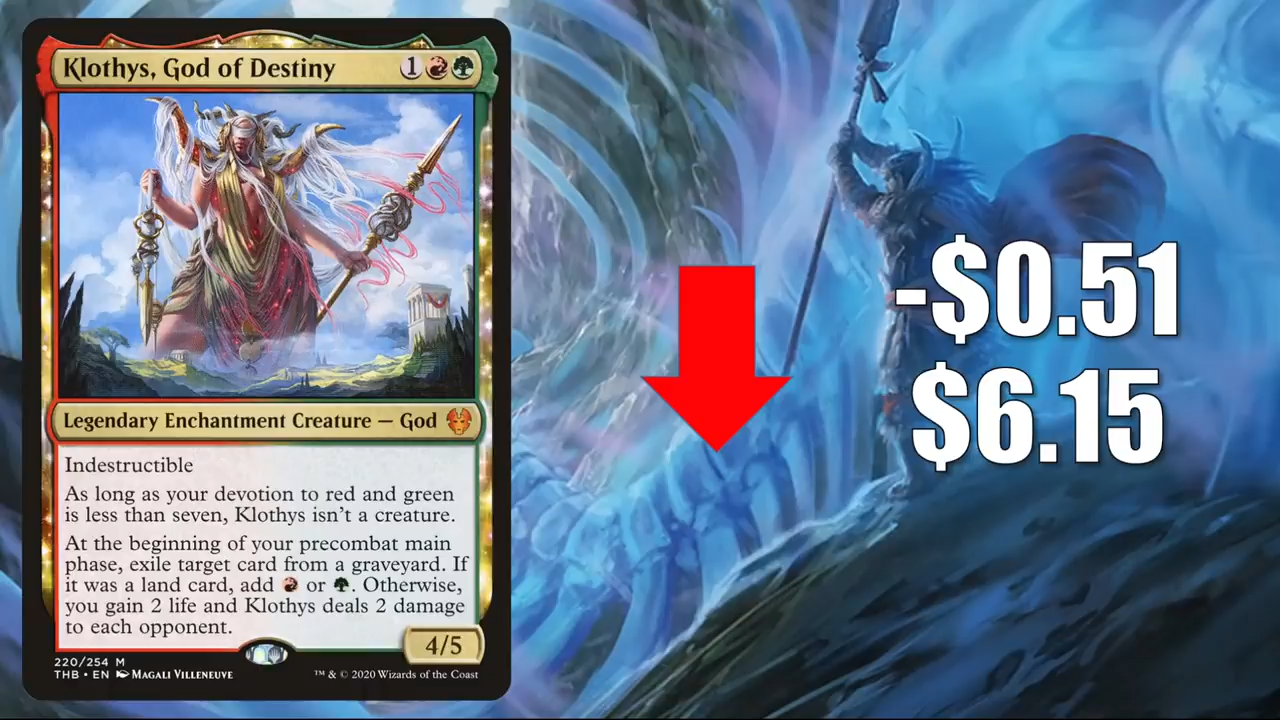 Klothys, God of Destiny
1
Legendary Enchantment Creature — God
Indestructible
As long as your devotion to red and green
is less than seven, Klothys isn't a creature.
At the beginning of your precombat main
phase, exile target card from a graveyard. If
it was a land card, add or . Otherwise,
you gain 2 life and Klothys deals 2 damage
to each opponent.
4/5
220/254 M
THB • EN MAGALI VILLENEUVE
™ & © 2020 Wizards of the Coast
-$0.51
$6.15